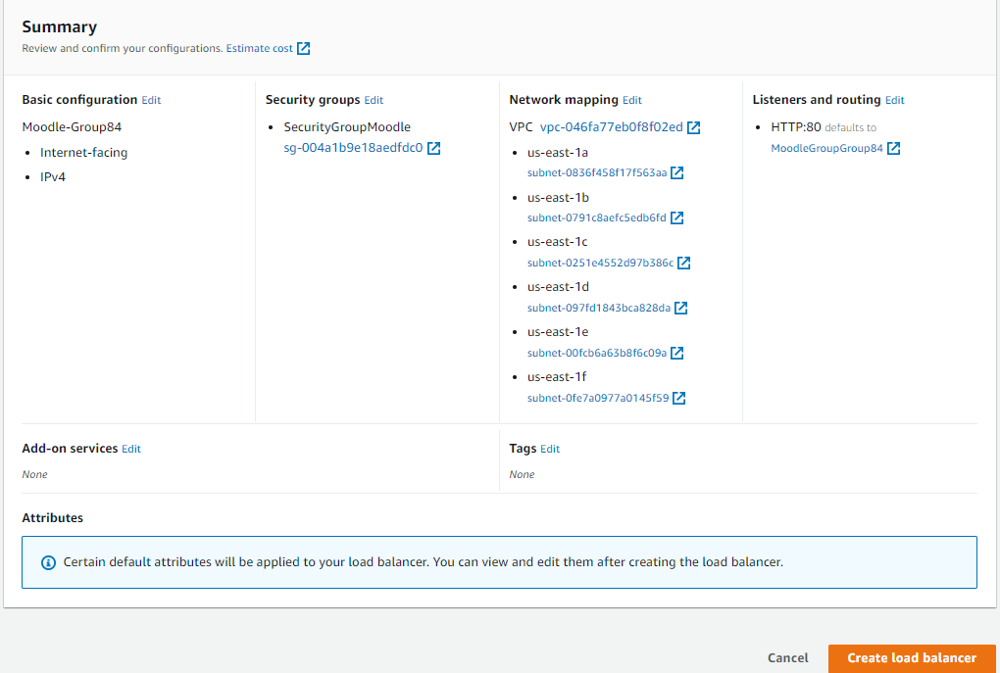 Summary
Review and confirm your configurations. Estimate cost
Basic configuration Edit
Moodle-Group84
Internet-facing
IPv4
Security groups Edit
SecurityGroupMoodle
sg-004a1b9e18aedfdc0
Network mapping Edit
VPC vpc-046fa77eb0f8f02ed
us-east-1a
subnet-0836f458f17f563aa
us-east-1b
subnet-0791c8aefc5edb6fd
us-east-1c
subnet-0251e4552d97b386c
us-east-1d
subnet-097fd1843bca828da
us-east-1e
subnet-00fcb6a63b8f6c09a
us-east-1f
subnet-0fe7a0977a0145f59
Listeners and routing Edit
HTTP:80 defaults to
MoodleGroupGroup84
Add-on services Edit
None
Tags Edit
None
Attributes
Certain default attributes will be applied to your load balancer. You can view and edit them after creating the load balancer.
Cancel
Create load balancer